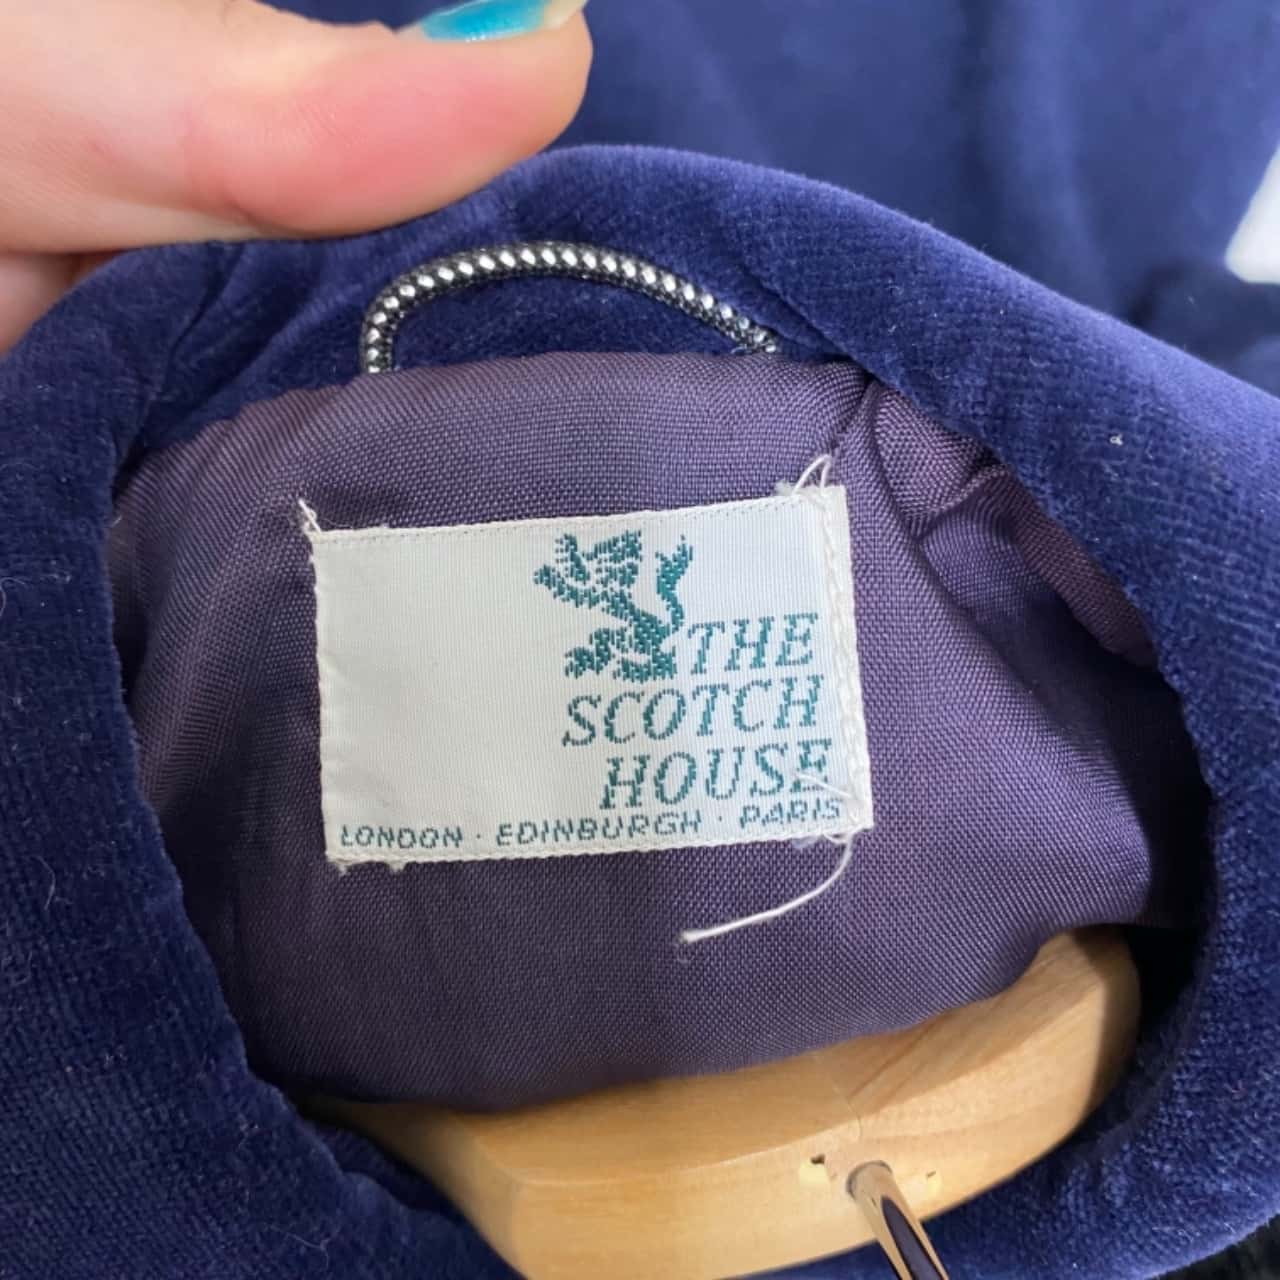 THE
SCOTCH
HOUSE
LONDON · EDINBURGH · PARIS